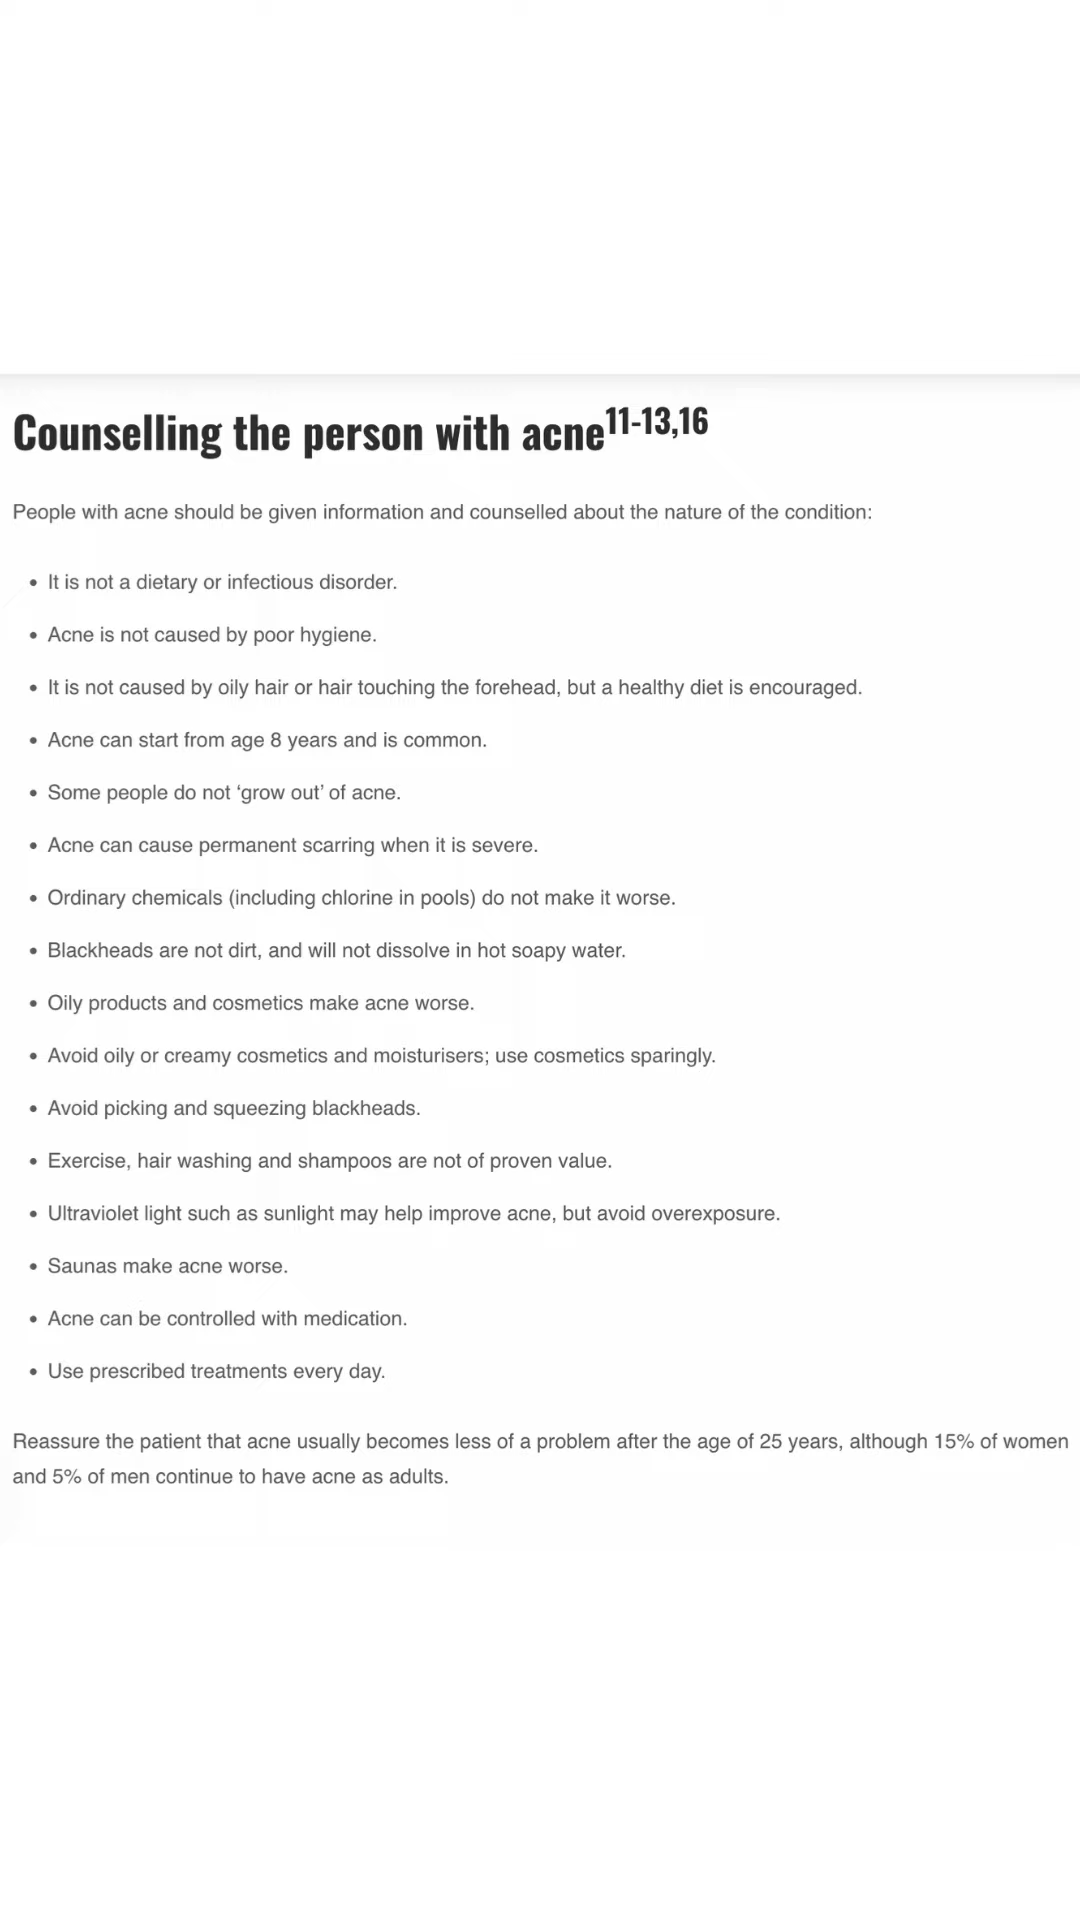 Counselling the person with acne11-13,16
People with acne should be given information and counselled about the nature of the condition:
• It is not a dietary or infectious disorder.
• Acne is not caused by poor hygiene.
• It is not caused by oily hair or hair touching the forehead, but a healthy diet is encouraged.
• Acne can start from age 8 years and is common.
• Some people do not ‘grow out’ of acne.
• Acne can cause permanent scarring when it is severe.
• Ordinary chemicals (including chlorine in pools) do not make it worse.
• Blackheads are not dirt, and will not dissolve in hot soapy water.
• Oily products and cosmetics make acne worse.
• Avoid oily or creamy cosmetics and moisturisers; use cosmetics sparingly.
• Avoid picking and squeezing blackheads.
• Exercise, hair washing and shampoos are not of proven value.
• Ultraviolet light such as sunlight may help improve acne, but avoid overexposure.
• Saunas make acne worse.
• Acne can be controlled with medication.
• Use prescribed treatments every day.
Reassure the patient that acne usually becomes less of a problem after the age of 25 years, although 15% of women
and 5% of men continue to have acne as adults.